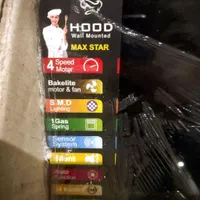 HOOD
Wall Mounted
MAX STAR
4 Speed
Motor
Bakelite
motor & fan
S.M.D
Lighting
1Gas
Spring
Sensor
System